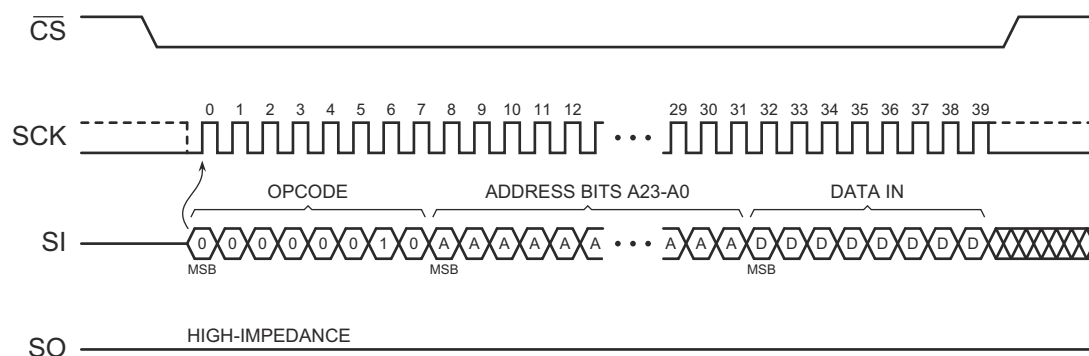 CS
SCK
0 1 2 3 4 5 6 7 8 9 10 11 12 29 30 31 32 33 34 35 36 37 38 39
OPCODE ADDRESS BITS A23-A0 DATA IN
SI 0 0 0 0 0 0 1 0 A A A A A A A A A D D D D D D D D
MSB MSB MSB
SO HIGH-IMPEDANCE